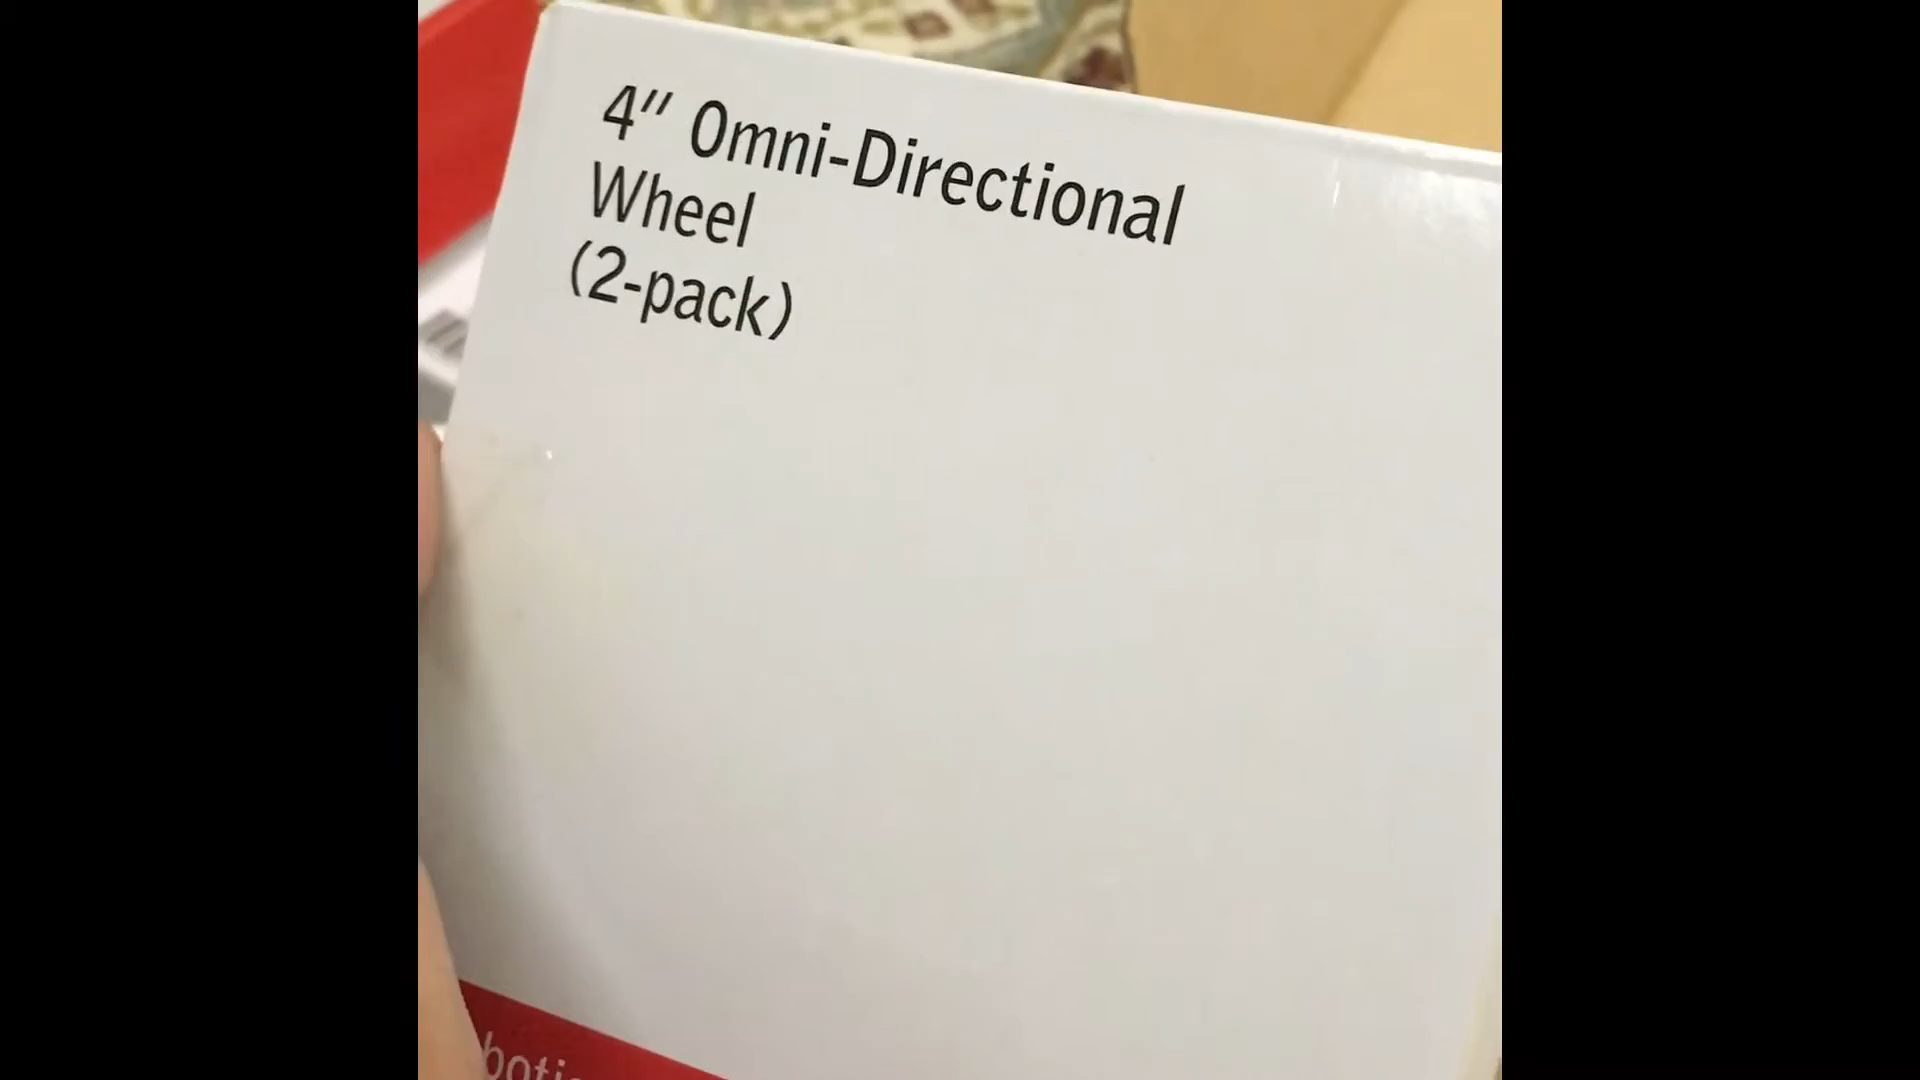 4" Omni-Directional
Wheel
(2-pack)